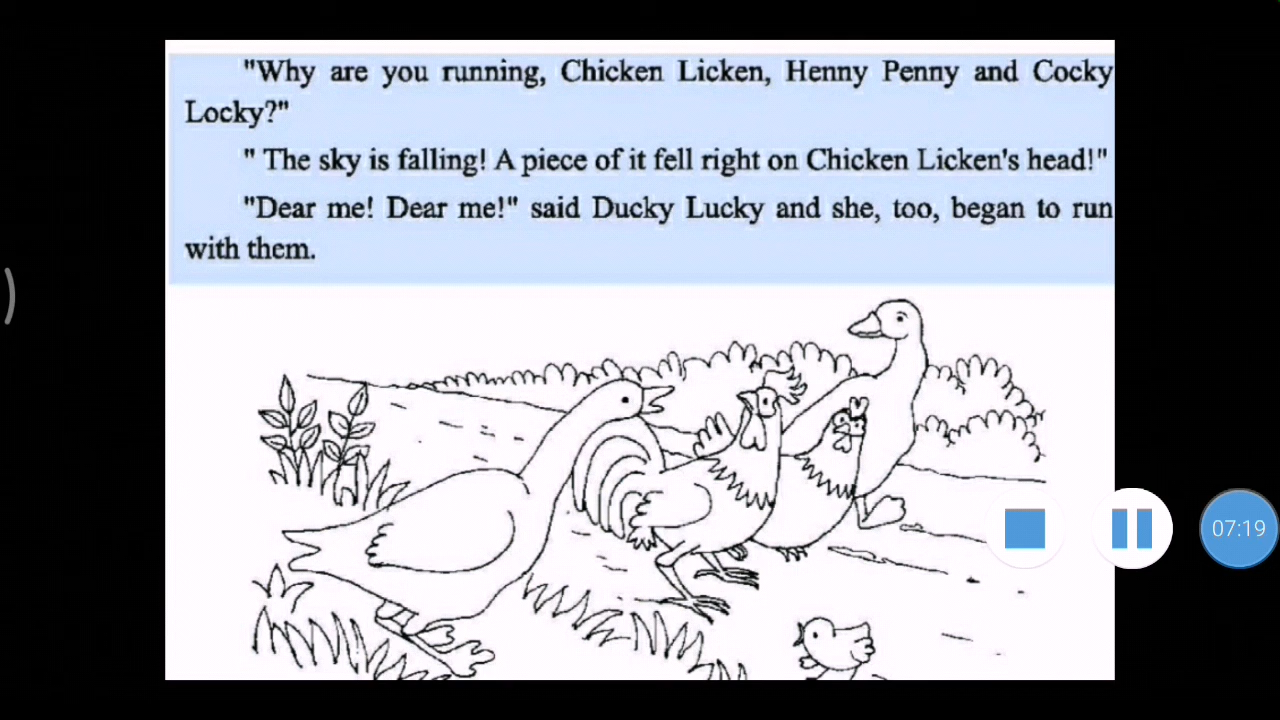 "Why are you running, Chicken Licken, Henny Penny and Cocky
Locky?"
" The sky is falling! A piece of it fell right on Chicken Licken's head!"
"Dear me! Dear me!" said Ducky Lucky and she, too, began to run
with them.
07:19